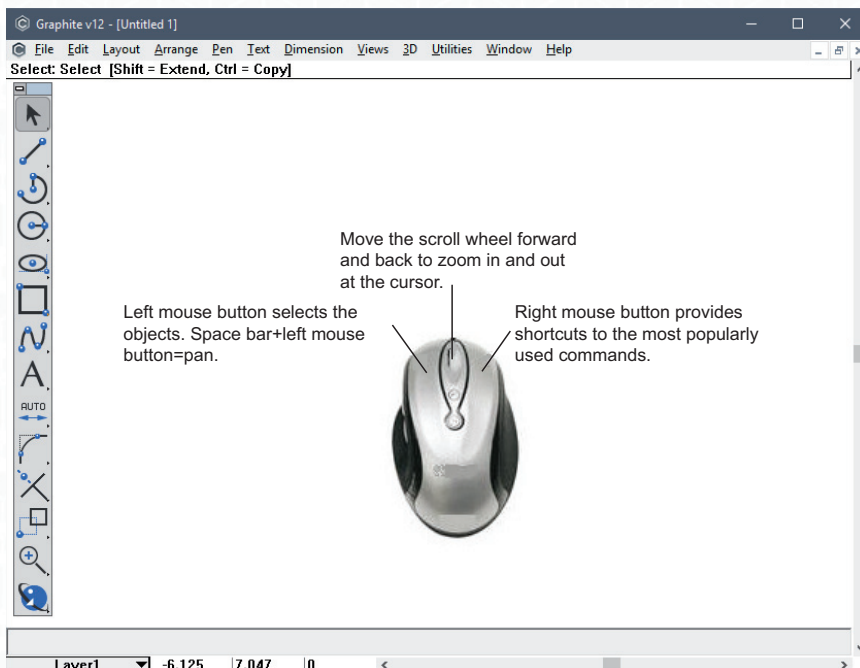 Graphite v12 - [Untitled 1]
File Edit Layout Arrange Pen Text Dimension Views 3D Utilities Window Help
Select: Select [Shift = Extend, Ctrl = Copy]
Move the scroll wheel forward
and back to zoom in and out
at the cursor.
Left mouse button selects the
objects. Space bar+left mouse
button=pan.
Right mouse button provides
shortcuts to the most popularly
used commands.
A
AUTO
Layer1 -6.125 7.047 0